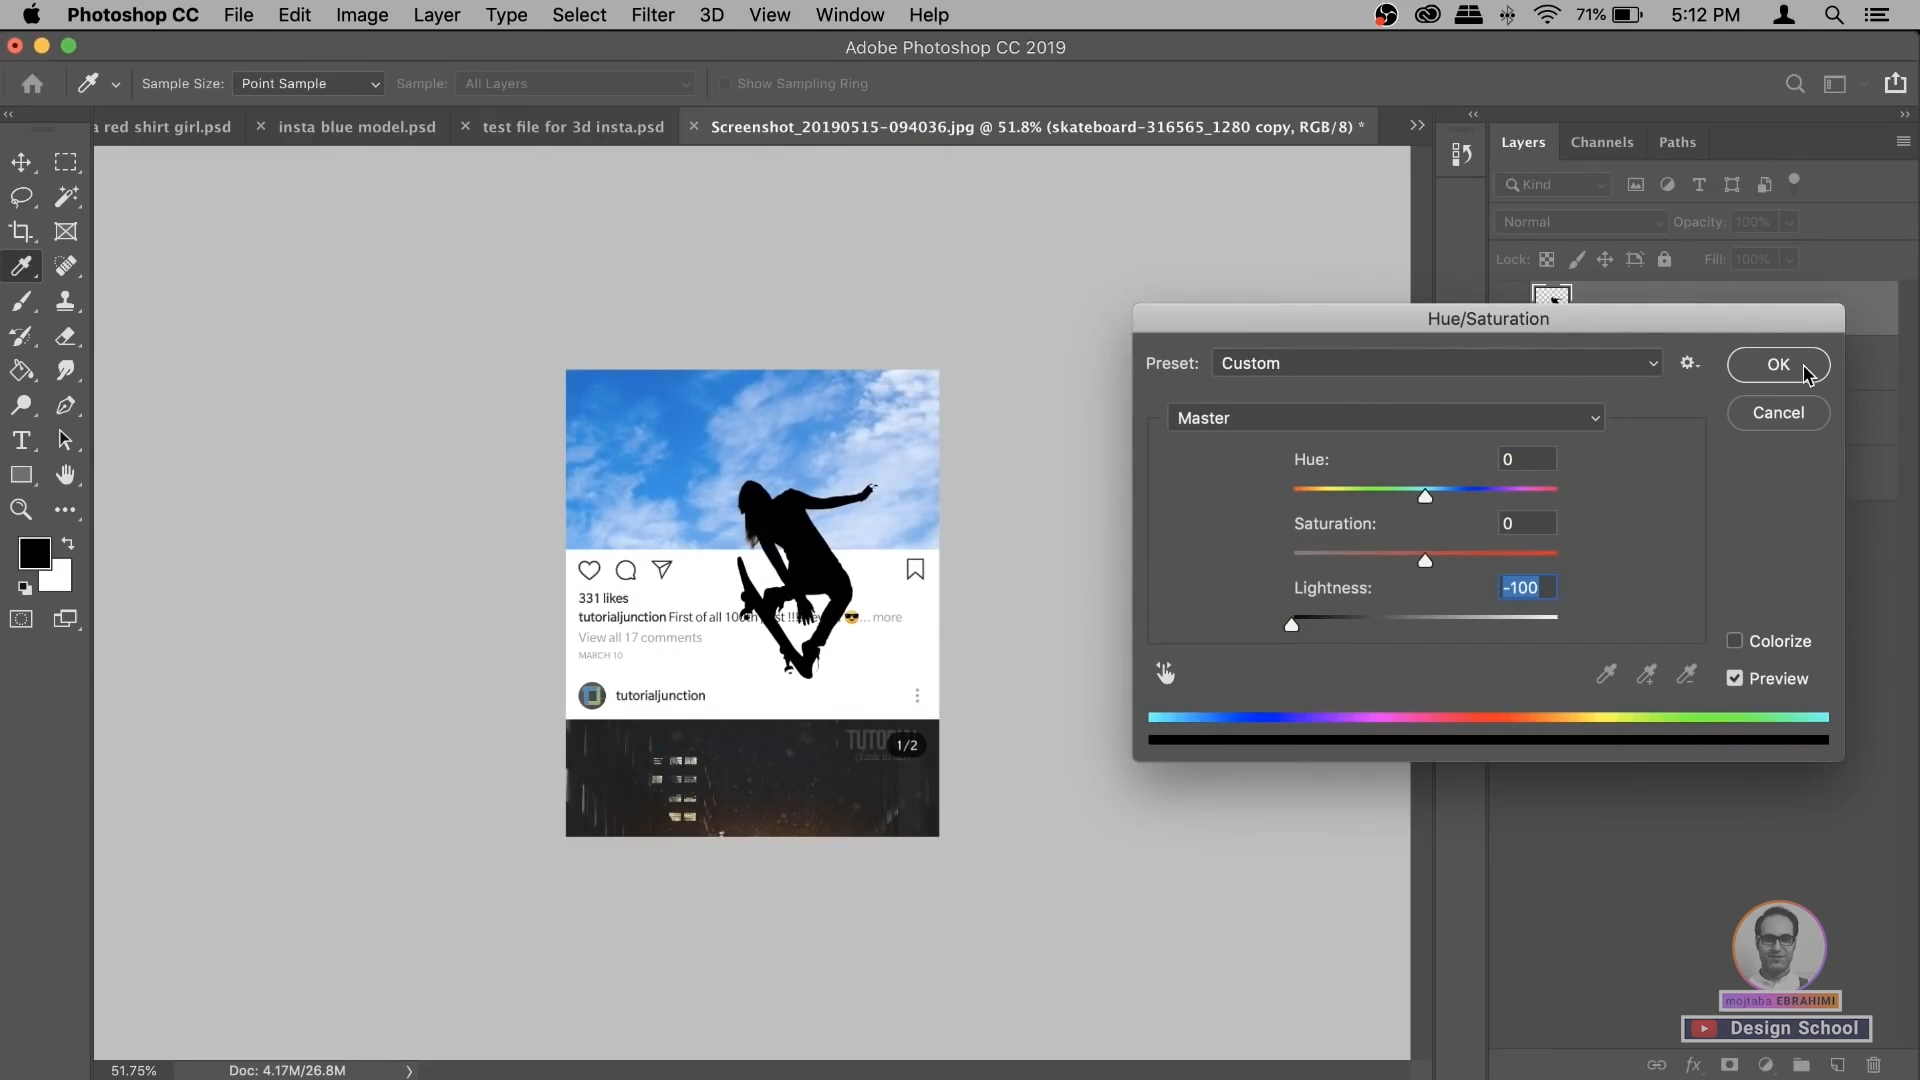 Photoshop CC File Edit Image Layer Type Select Filter 3D View Window Help 71% 5:12 PM
Adobe Photoshop CC 2019
Sample Size: Point Sample Sample: All Layers Show Sampling Ring
a red shirt girl.psd × insta blue model.psd × test file for 3d insta.psd × Screenshot_20190515-094036.jpg @ 51.8% (skateboard-316565_1280 copy, RGB/8) *
Layers Channels Paths
Kind
Normal Opacity: 100%
Lock: Fill: 100%
Hue/Saturation
Preset: Custom OK
Master Cancel
Hue: 0
Saturation: 0
Lightness: -100
Colorize
Preview
331 likes
tutorialjunction First of all 100th ... more
View all 17 comments
MARCH 10
tutorialjunction
1/2
mojtaba EBRAHIMI
Design School
51.75% Doc: 4.17M/26.8M